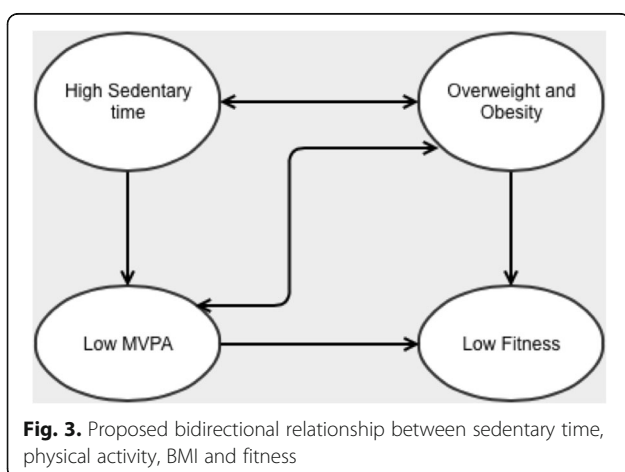 High Sedentary
time
Overweight and
Obesity
Low MVPA
Low Fitness
Fig. 3. Proposed bidirectional relationship between sedentary time,
physical activity, BMI and fitness